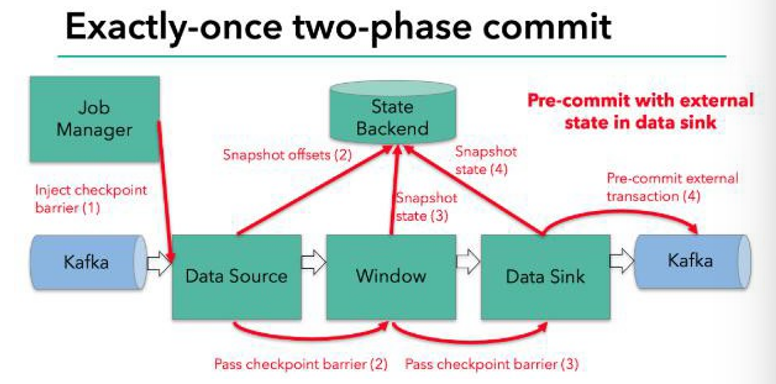 Exactly-once two-phase commit
Job
Manager
State
Backend
Pre-commit with external
state in data sink
Snapshot offsets (2)
Snapshot
state (4)
Inject checkpoint
barrier (1)
Snapshot
state (3)
Pre-commit external
transaction (4)
Kafka
Data Source
Window
Data Sink
Kafka
Pass checkpoint barrier (2)
Pass checkpoint barrier (3)